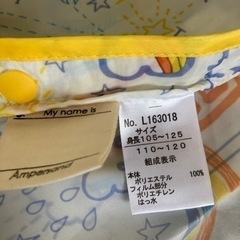 My name is
Ampersand
No. L163018
サイズ
身長105~125
110~120
組成表示
本体
ポリエステル 100%
フィルム部分
ポリエチレン
はっ水